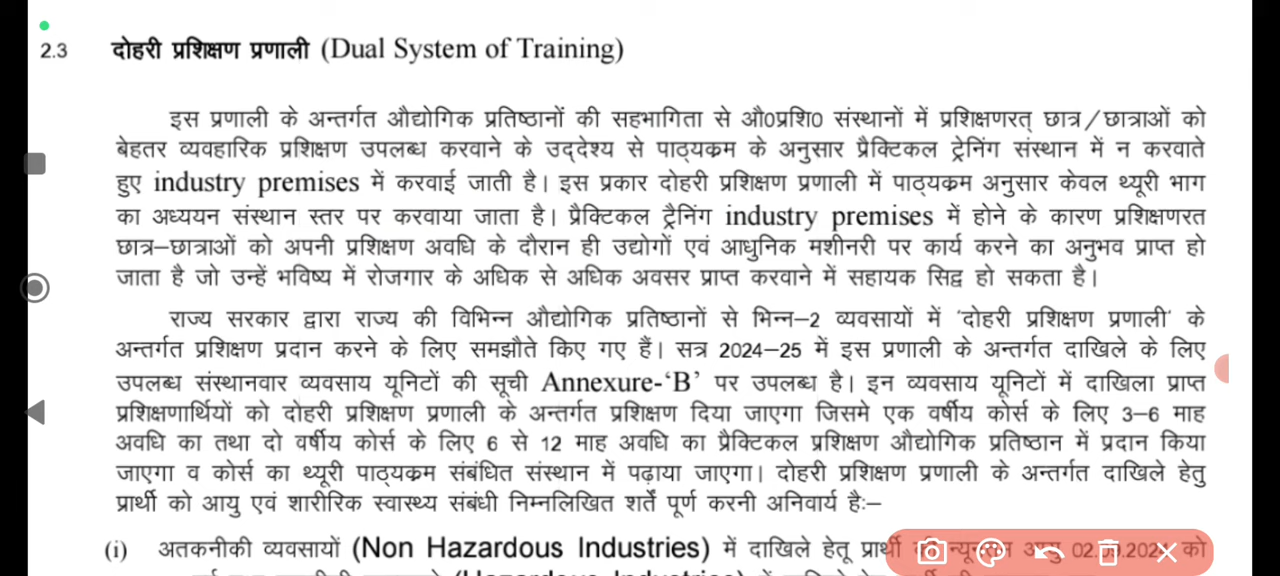 2.3 दोहरी प्रशिक्षण प्रणाली (Dual System of Training)
इस प्रणाली के अन्तर्गत औद्योगिक प्रतिष्ठानों की सहभागिता से औ0प्रशि0 संस्थानों में प्रशिक्षणरत् छात्र/छात्राओं को
बेहतर व्यवहारिक प्रशिक्षण उपलब्ध करवाने के उद्देश्य से पाठ्यक्रम के अनुसार प्रैक्टिकल ट्रेनिंग संस्थान में न करवाते
हुए industry premises में करवाई जाती है। इस प्रकार दोहरी प्रशिक्षण प्रणाली में पाठ्यक्रम अनुसार केवल थ्यूरी भाग
का अध्ययन संस्थान स्तर पर करवाया जाता है। प्रैक्टिकल ट्रैनिंग industry premises में होने के कारण प्रशिक्षणरत
छात्र–छात्राओं को अपनी प्रशिक्षण अवधि के दौरान ही उद्योगों एवं आधुनिक मशीनरी पर कार्य करने का अनुभव प्राप्त हो
जाता है जो उन्हें भविष्य में रोजगार के अधिक से अधिक अवसर प्राप्त करवाने में सहायक सिद्व हो सकता है।
राज्य सरकार द्वारा राज्य की विभिन्न औद्योगिक प्रतिष्ठानों से भिन्न–2 व्यवसायों में 'दोहरी प्रशिक्षण प्रणाली' के
अन्तर्गत प्रशिक्षण प्रदान करने के लिए समझौते किए गए हैं। सत्र 2024–25 में इस प्रणाली के अन्तर्गत दाखिले के लिए
उपलब्ध संस्थानवार व्यवसाय यूनिटों की सूची Annexure-‘B’ पर उपलब्ध है। इन व्यवसाय यूनिटों में दाखिला प्राप्त
प्रशिक्षणार्थियों को दोहरी प्रशिक्षण प्रणाली के अन्तर्गत प्रशिक्षण दिया जाएगा जिसमे एक वर्षीय कोर्स के लिए 3–6 माह
अवधि का तथा दो वर्षीय कोर्स के लिए 6 से 12 माह अवधि का प्रैक्टिकल प्रशिक्षण औद्योगिक प्रतिष्ठान में प्रदान किया
जाएगा व कोर्स का थ्यूरी पाठ्यक्रम संबंधित संस्थान में पढ़ाया जाएगा। दोहरी प्रशिक्षण प्रणाली के अन्तर्गत दाखिले हेतु
प्रार्थी को आयु एवं शारीरिक स्वास्थ्य संबंधी निम्नलिखित शर्तें पूर्ण करनी अनिवार्य हैः–
(i) अतकनीकी व्यवसायों (Non Hazardous Industries) में दाखिले हेतू प्रार्थी की न्यूनतम आयु को